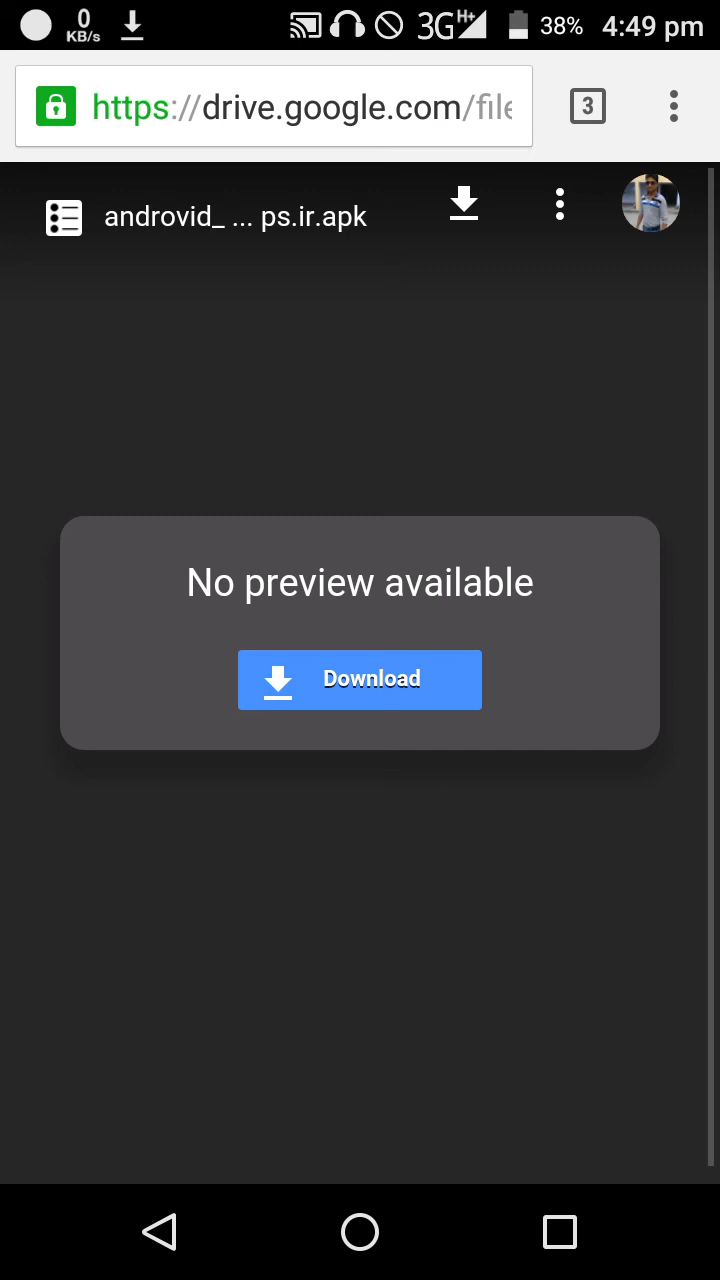 0
KB/s
3G H+ 38% 4:49 pm
https://drive.google.com/file
3
androvid_ ... ps.ir.apk
No preview available
Download